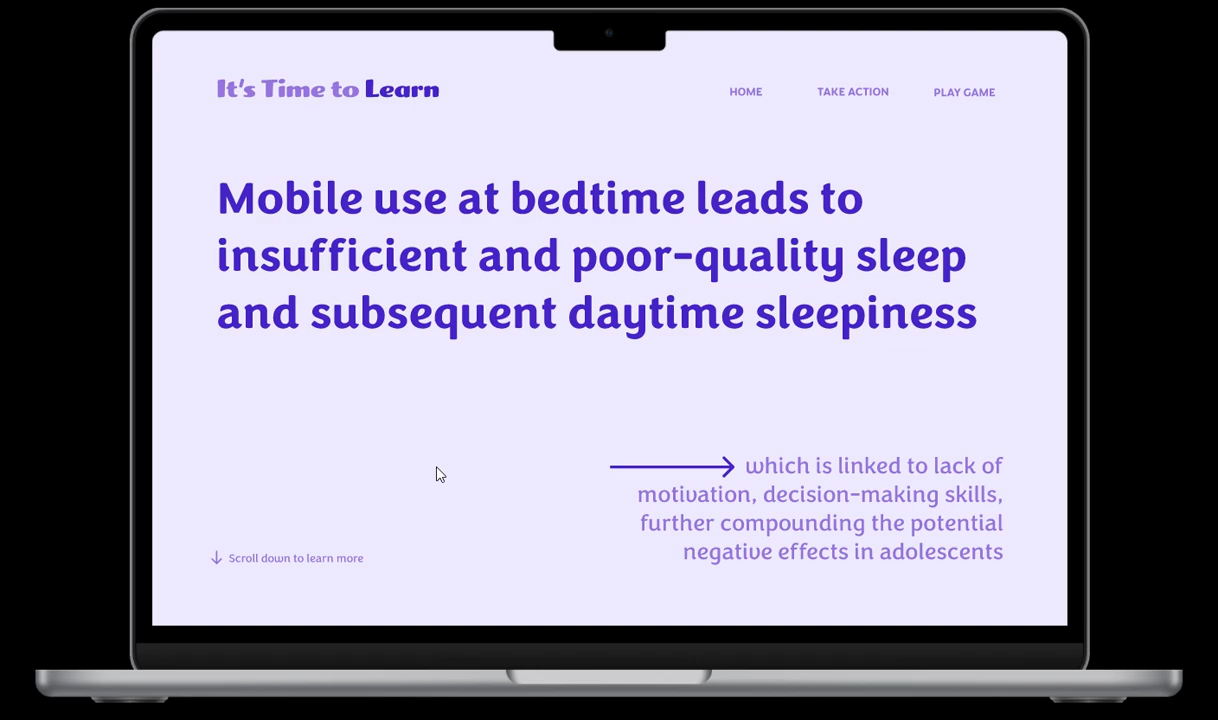 It's Time to Learn
HOME TAKE ACTION PLAY GAME
Mobile use at bedtime leads to
insufficient and poor-quality sleep
and subsequent daytime sleepiness
which is linked to lack of
motivation, decision-making skills,
further compounding the potential
negative effects in adolescents
Scroll down to learn more